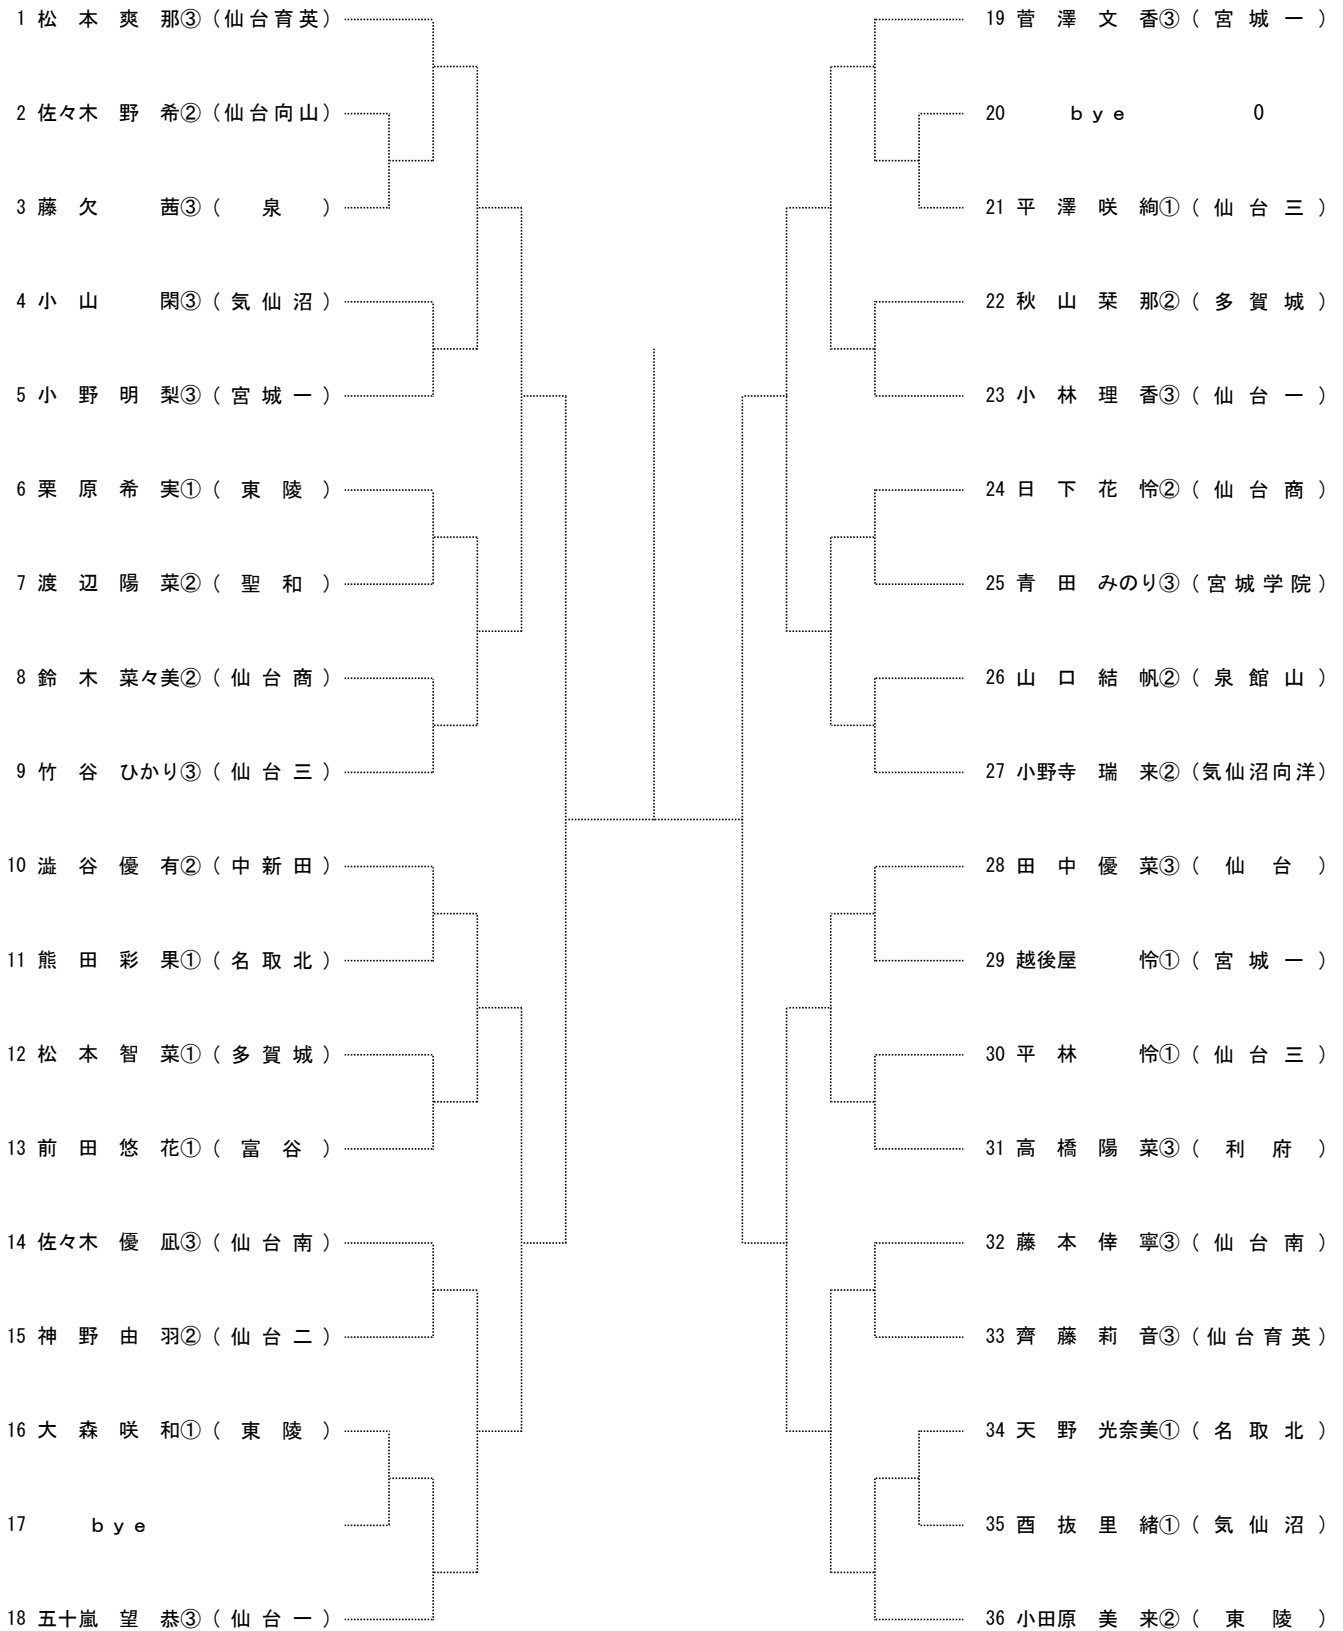 1 松 本 爽 那③ (仙台育英)
2 佐々木 野 希② (仙台向山)
3 藤 欠 茜③ ( 泉 )
4 小 山 閑③ ( 気 仙 沼 )
5 小 野 明 梨③ ( 宮 城 一 )
6 栗 原 希 実① ( 東 陵 )
7 渡 辺 陽 菜② ( 聖 和 )
8 鈴 木 菜々美② ( 仙 台 商 )
9 竹 谷 ひかり③ ( 仙 台 三 )
10 澁 谷 優 有② ( 中 新 田 )
11 熊 田 彩 果① ( 名 取 北 )
12 松 本 智 菜① ( 多 賀 城 )
13 前 田 悠 花① ( 富 谷 )
14 佐々木 優 凪③ ( 仙 台 南 )
15 神 野 由 羽② ( 仙 台 二 )
16 大 森 咲 和① ( 東 陵 )
17 ｂｙｅ
18 五十嵐 望 恭③ ( 仙 台 一 )
19 菅 澤 文 香③ ( 宮 城 一 )
20 ｂｙｅ 0
21 平 澤 咲 絢① ( 仙 台 三 )
22 秋 山 栞 那② ( 多 賀 城 )
23 小 林 理 香③ ( 仙 台 一 )
24 日 下 花 怜② ( 仙 台 商 )
25 青 田 みのり③ ( 宮 城 学 院 )
26 山 口 結 帆② ( 泉 館 山 )
27 小野寺 瑞 来② (気仙沼向洋)
28 田 中 優 菜③ ( 仙 台 )
29 越後屋 怜① ( 宮 城 一 )
30 平 林 怜① ( 仙 台 三 )
31 高 橋 陽 菜③ ( 利 府 )
32 藤 本 倖 寧③ ( 仙 台 南 )
33 齊 藤 莉 音③ (仙台育英)
34 天 野 光奈美① ( 名 取 北 )
35 酉 抜 里 緒① ( 気 仙 沼 )
36 小田原 美 来② ( 東 陵 )